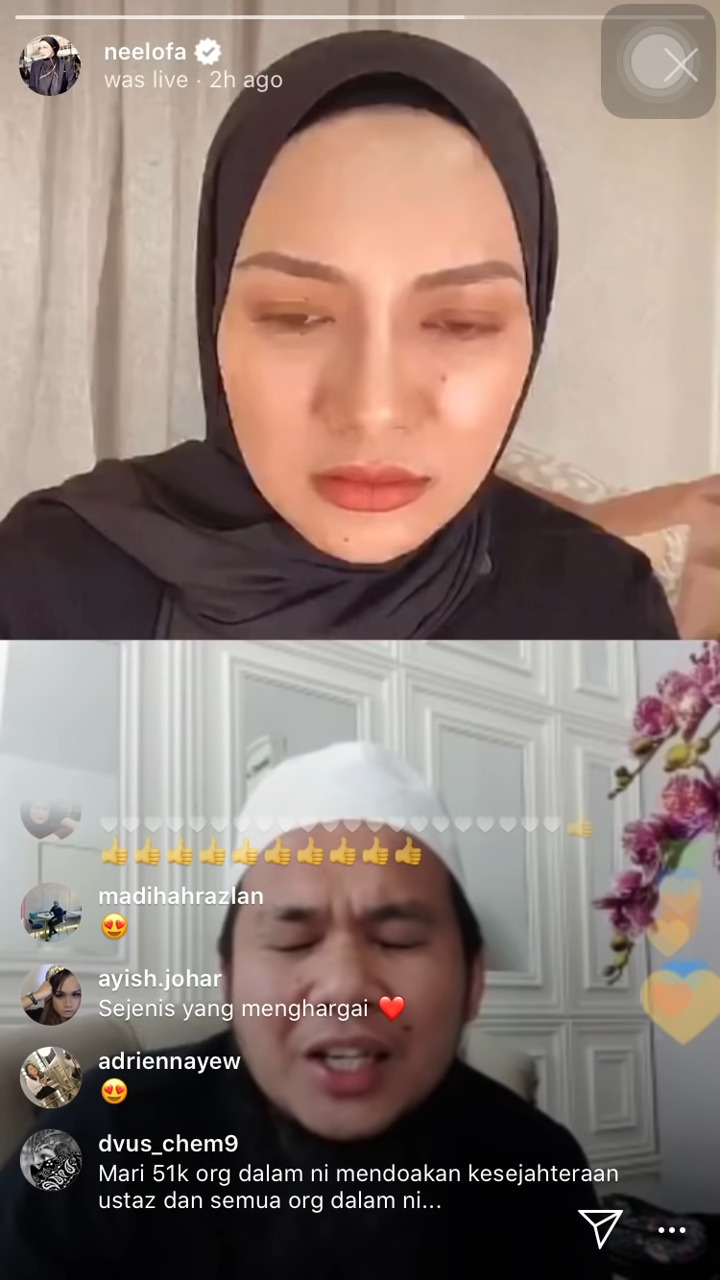 neelofa
was live · 2h ago
🤍🤍🤍🤍🤍🤍🤍🤍🤍🤍🤍🤍🤍🤍🤍🤍🤍🤍🤍🤍👍
👍👍👍👍👍👍👍👍👍👍
madihahrazlan
😍
ayish.johar
Sejenis yang menghargai ❤️
adriennayew
😍
dvus_chem9
Mari 51k org dalam ni mendoakan kesejahteraan
ustaz dan semua org dalam ni...